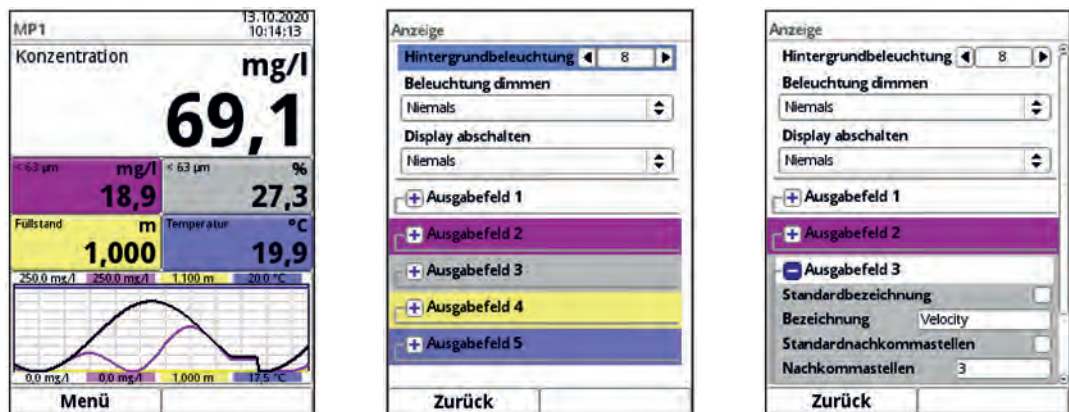 MP1
13.10.2020
10:14:13
Konzentration
mg/l
69,1
< 63 µm mg/l
18,9
< 63 µm %
27,3
Füllstand m
1,000
Temperatur °C
19,9
250.0 mg/l 250.0 mg/l 1.100 m 20.0 °C
0,0 mg/l 0,0 mg/l 1,000 m 17,5 °C
Menü
Anzeige
Hintergrundbeleuchtung 8
Beleuchtung dimmen
Niemals
Display abschalten
Niemals
Ausgabefeld 1
Ausgabefeld 2
Ausgabefeld 3
Ausgabefeld 4
Ausgabefeld 5
Zurück
Anzeige
Hintergrundbeleuchtung 8
Beleuchtung dimmen
Niemals
Display abschalten
Niemals
Ausgabefeld 1
Ausgabefeld 2
Ausgabefeld 3
Standardbezeichnung
Bezeichnung Velocity
Standardnachkommastellen
Nachkommastellen 3
Zurück